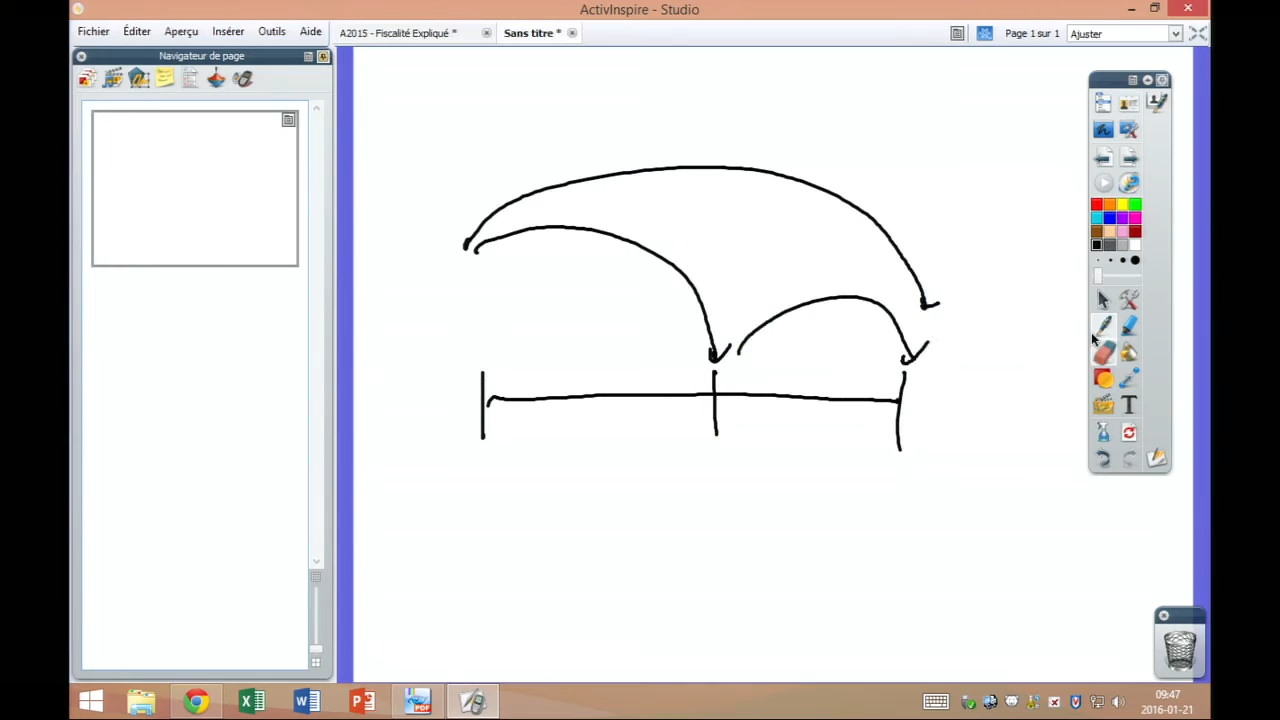 ActivInspire - Studio
Fichier Éditer Aperçu Insérer Outils Aide
A2015 - Fiscalité Expliqué *
Sans titre *
Page 1 sur 1
Ajuster
Navigateur de page
T
09:47
2016-01-21